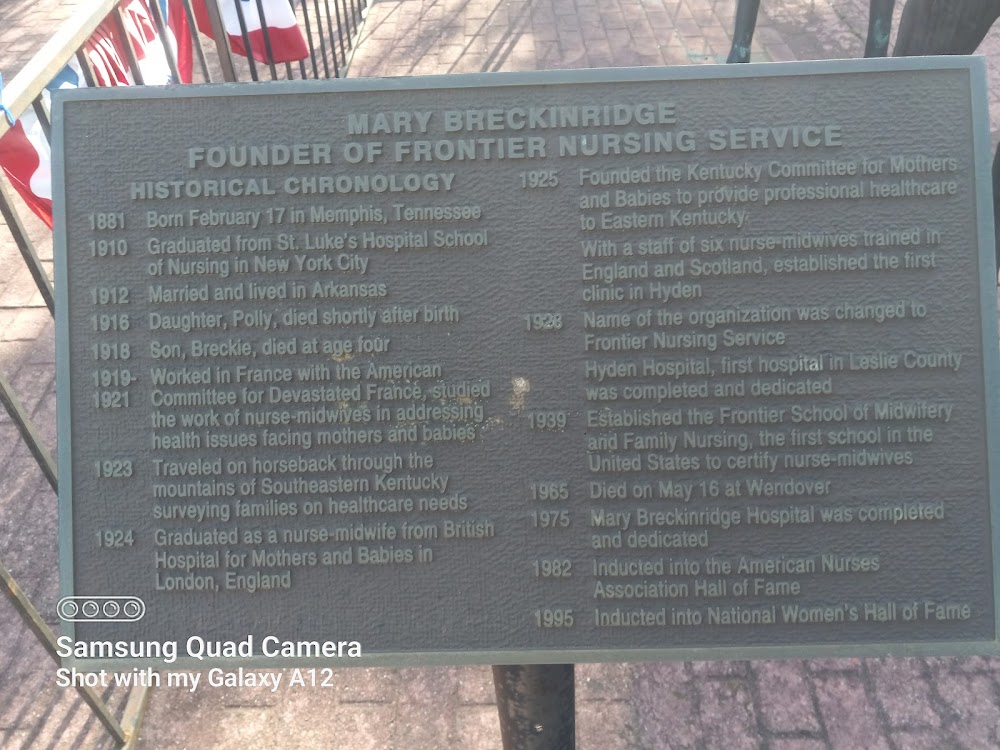 MARY BRECKINRIDGE
FOUNDER OF FRONTIER NURSING SERVICE
HISTORICAL CHRONOLOGY
1881 Born February 17 in Memphis, Tennessee
1910 Graduated from St. Luke's Hospital School
of Nursing in New York City
1912 Married and lived in Arkansas
1916 Daughter, Polly, died shortly after birth
1918 Son, Breckie, died at age four
1919- Worked in France with the American
1921 Committee for Devastated France, studied
the work of nurse-midwives in addressing
health issues facing mothers and babies
1923 Traveled on horseback through the
mountains of Southeastern Kentucky
surveying families on healthcare needs
1924 Graduated as a nurse-midwife from British
Hospital for Mothers and Babies in
London, England
1925 Founded the Kentucky Committee for Mothers
and Babies to provide professional healthcare
to Eastern Kentucky
With a staff of six nurse-midwives trained in
England and Scotland, established the first
clinic in Hyden
1928 Name of the organization was changed to
Frontier Nursing Service
Hyden Hospital, first hospital in Leslie County
was completed and dedicated
1939 Established the Frontier School of Midwifery
and Family Nursing, the first school in the
United States to certify nurse-midwives
1965 Died on May 16 at Wendover
1975 Mary Breckinridge Hospital was completed
and dedicated
1982 Inducted into the American Nurses
Association Hall of Fame
1995 Inducted into National Women's Hall of Fame
Samsung Quad Camera
Shot with my Galaxy A12